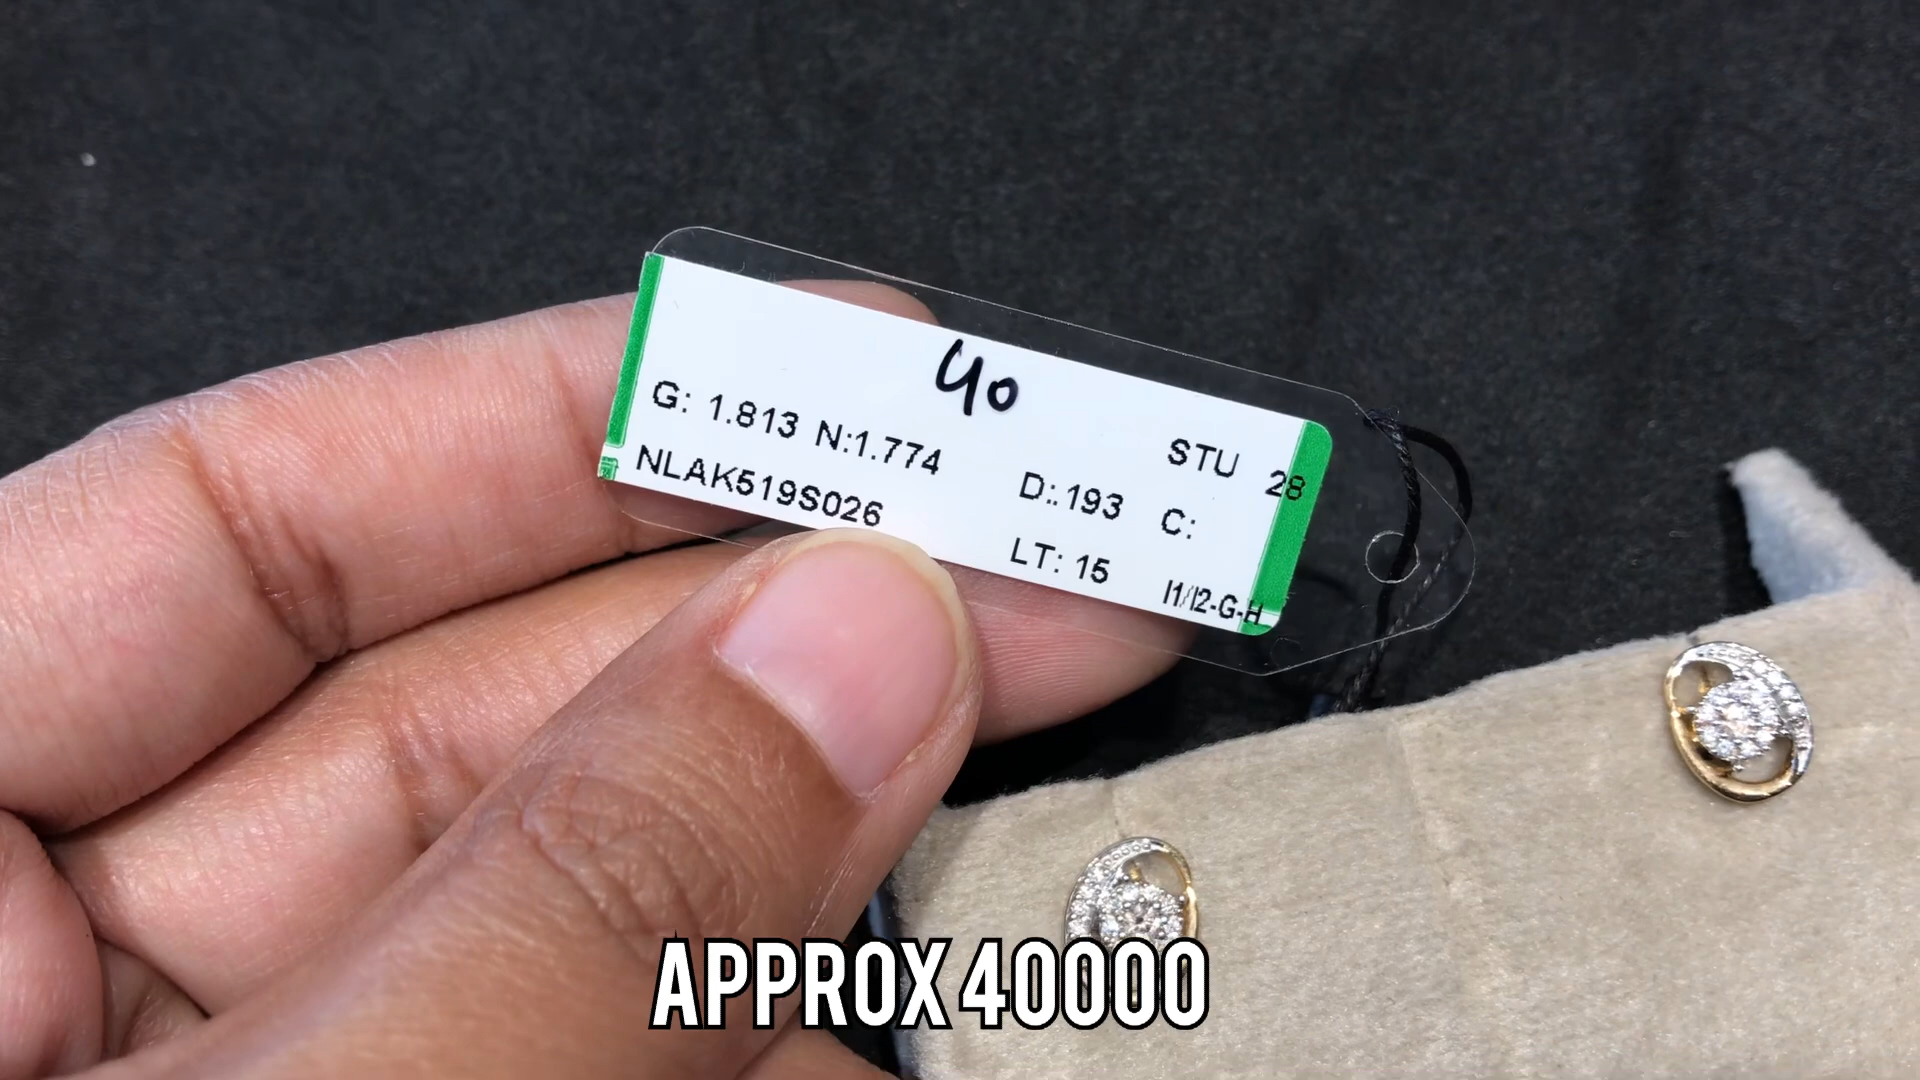 40
G: 1.813 N:1.774
STU 28
D:.193 C:
NLAK519S026
LT: 15
I1/I2-G-H
APPROX 40000